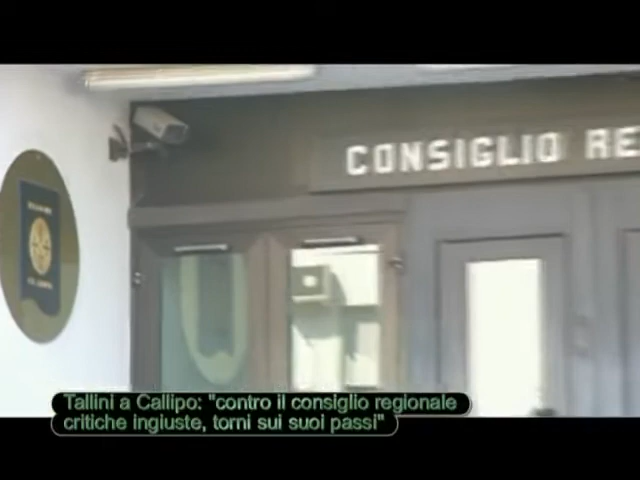 CONSIGLIO RE
Tallini a Callipo: "contro il consiglio regionale
critiche ingiuste, torni sui suoi passi"